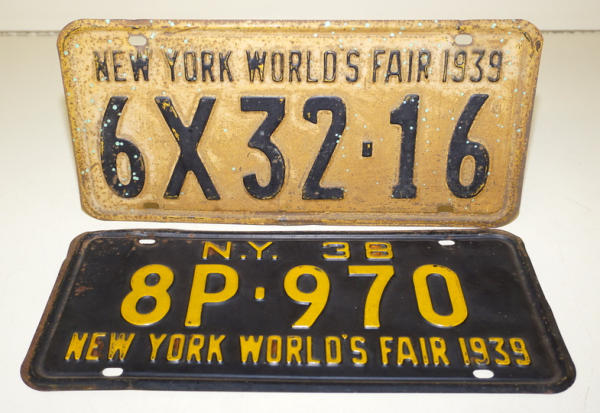 NEW YORK WORLD'S FAIR 1939
6X32·16
N.Y. 38
8P·970
NEW YORK WORLD'S FAIR 1939